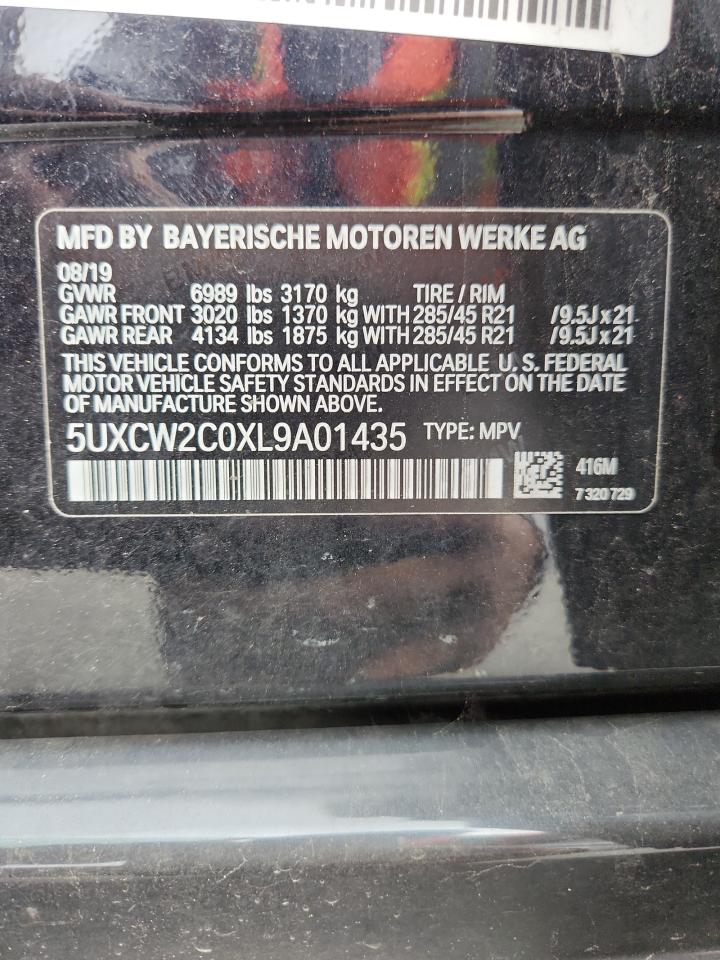 MFD BY BAYERISCHE MOTOREN WERKE AG
08/19
GVWR 6989 lbs 3170 kg TIRE / RIM
GAWR FRONT 3020 lbs 1370 kg WITH 285/45 R21 /9.5J x 21
GAWR REAR 4134 lbs 1875 kg WITH 285/45 R21 /9.5J x 21
THIS VEHICLE CONFORMS TO ALL APPLICABLE U. S. FEDERAL
MOTOR VEHICLE SAFETY STANDARDS IN EFFECT ON THE DATE
OF MANUFACTURE SHOWN ABOVE.
5UXCW2C0XL9A01435 TYPE: MPV
416M
7 320 729